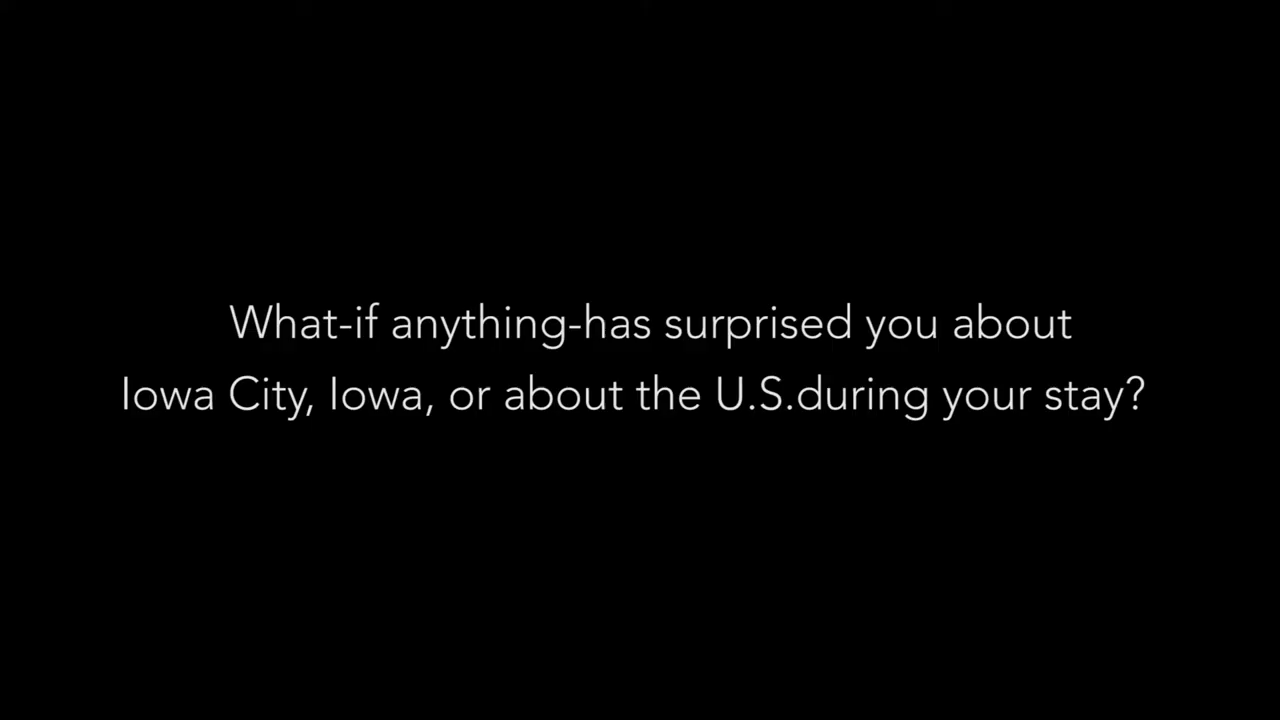 What-if anything-has surprised you about
Iowa City, Iowa, or about the U.S.during your stay?